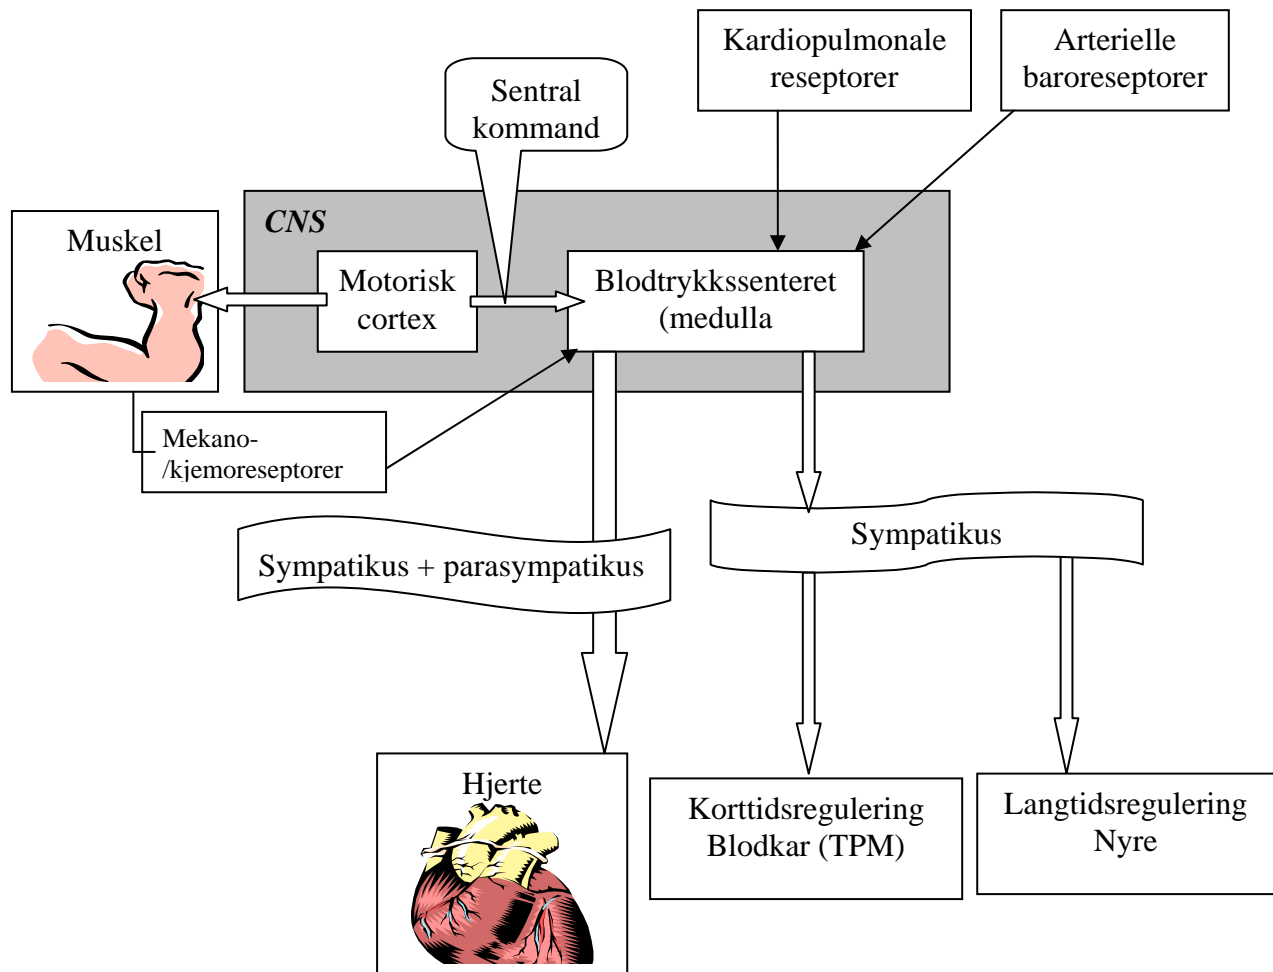 Kardiopulmonale
reseptorer
Arterielle
baroreseptorer
Sentral
kommand
CNS
Muskel
Motorisk
cortex
Blodtrykkssenteret
(medulla
Mekano-
/kjemoreseptorer
Sympatikus + parasympatikus
Sympatikus
Hjerte
Korttidsregulering
Blodkar (TPM)
Langtidsregulering
Nyre